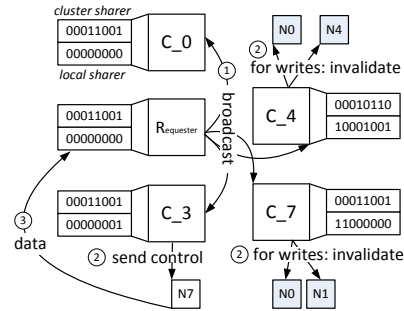 cluster sharer
00011001
00000000
local sharer
C_0
1
broadcast
2
N0
N4
for writes: invalidate
00011001
00000000
Requester
C_4
00010110
10001001
00011001
00000001
C_3
C_7
00011001
11000000
3
data
2 send control
2 for writes: invalidate
N7
N0
N1